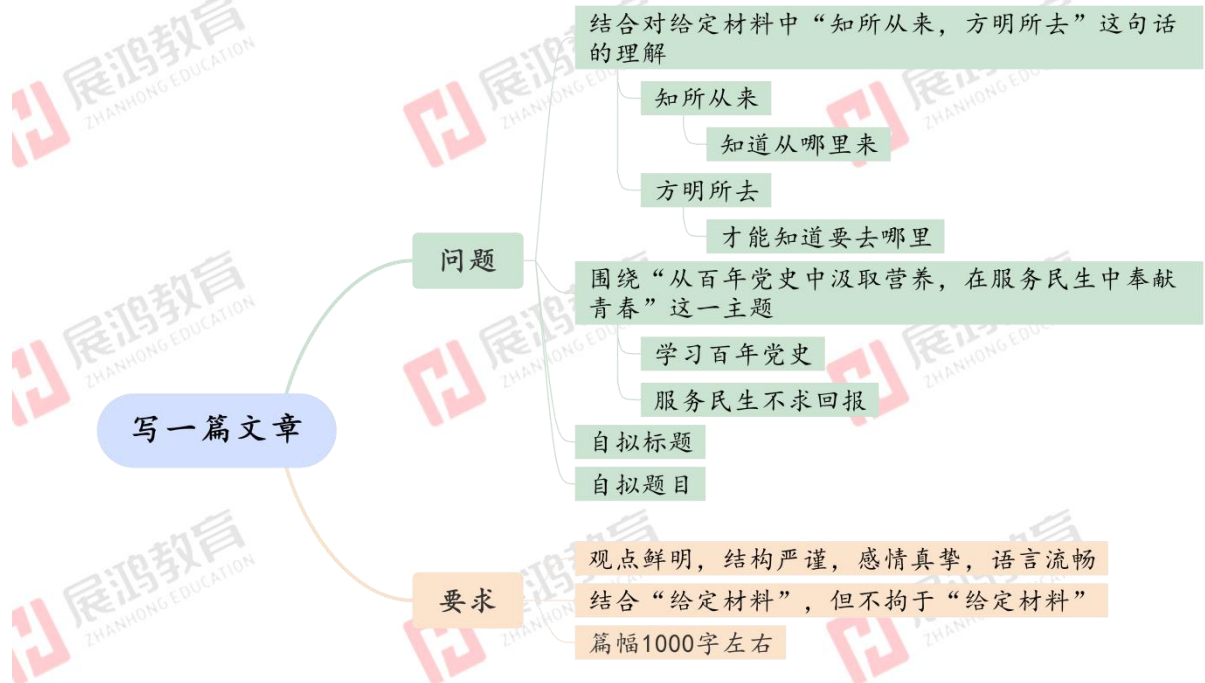 结合对给定材料中“知所从来，方明所去”这句话
的理解
知所从来
知道从哪里来
方明所去
才能知道要去哪里
问题
围绕“从百年党史中汲取营养，在服务民生中奉献
青春”这一主题
学习百年党史
服务民生不求回报
写一篇文章
自拟标题
自拟题目
观点鲜明，结构严谨，感情真挚，语言流畅
要求
结合“给定材料”，但不拘于“给定材料”
篇幅1000字左右
展鸿教育
ZHANHONG EDUCATION